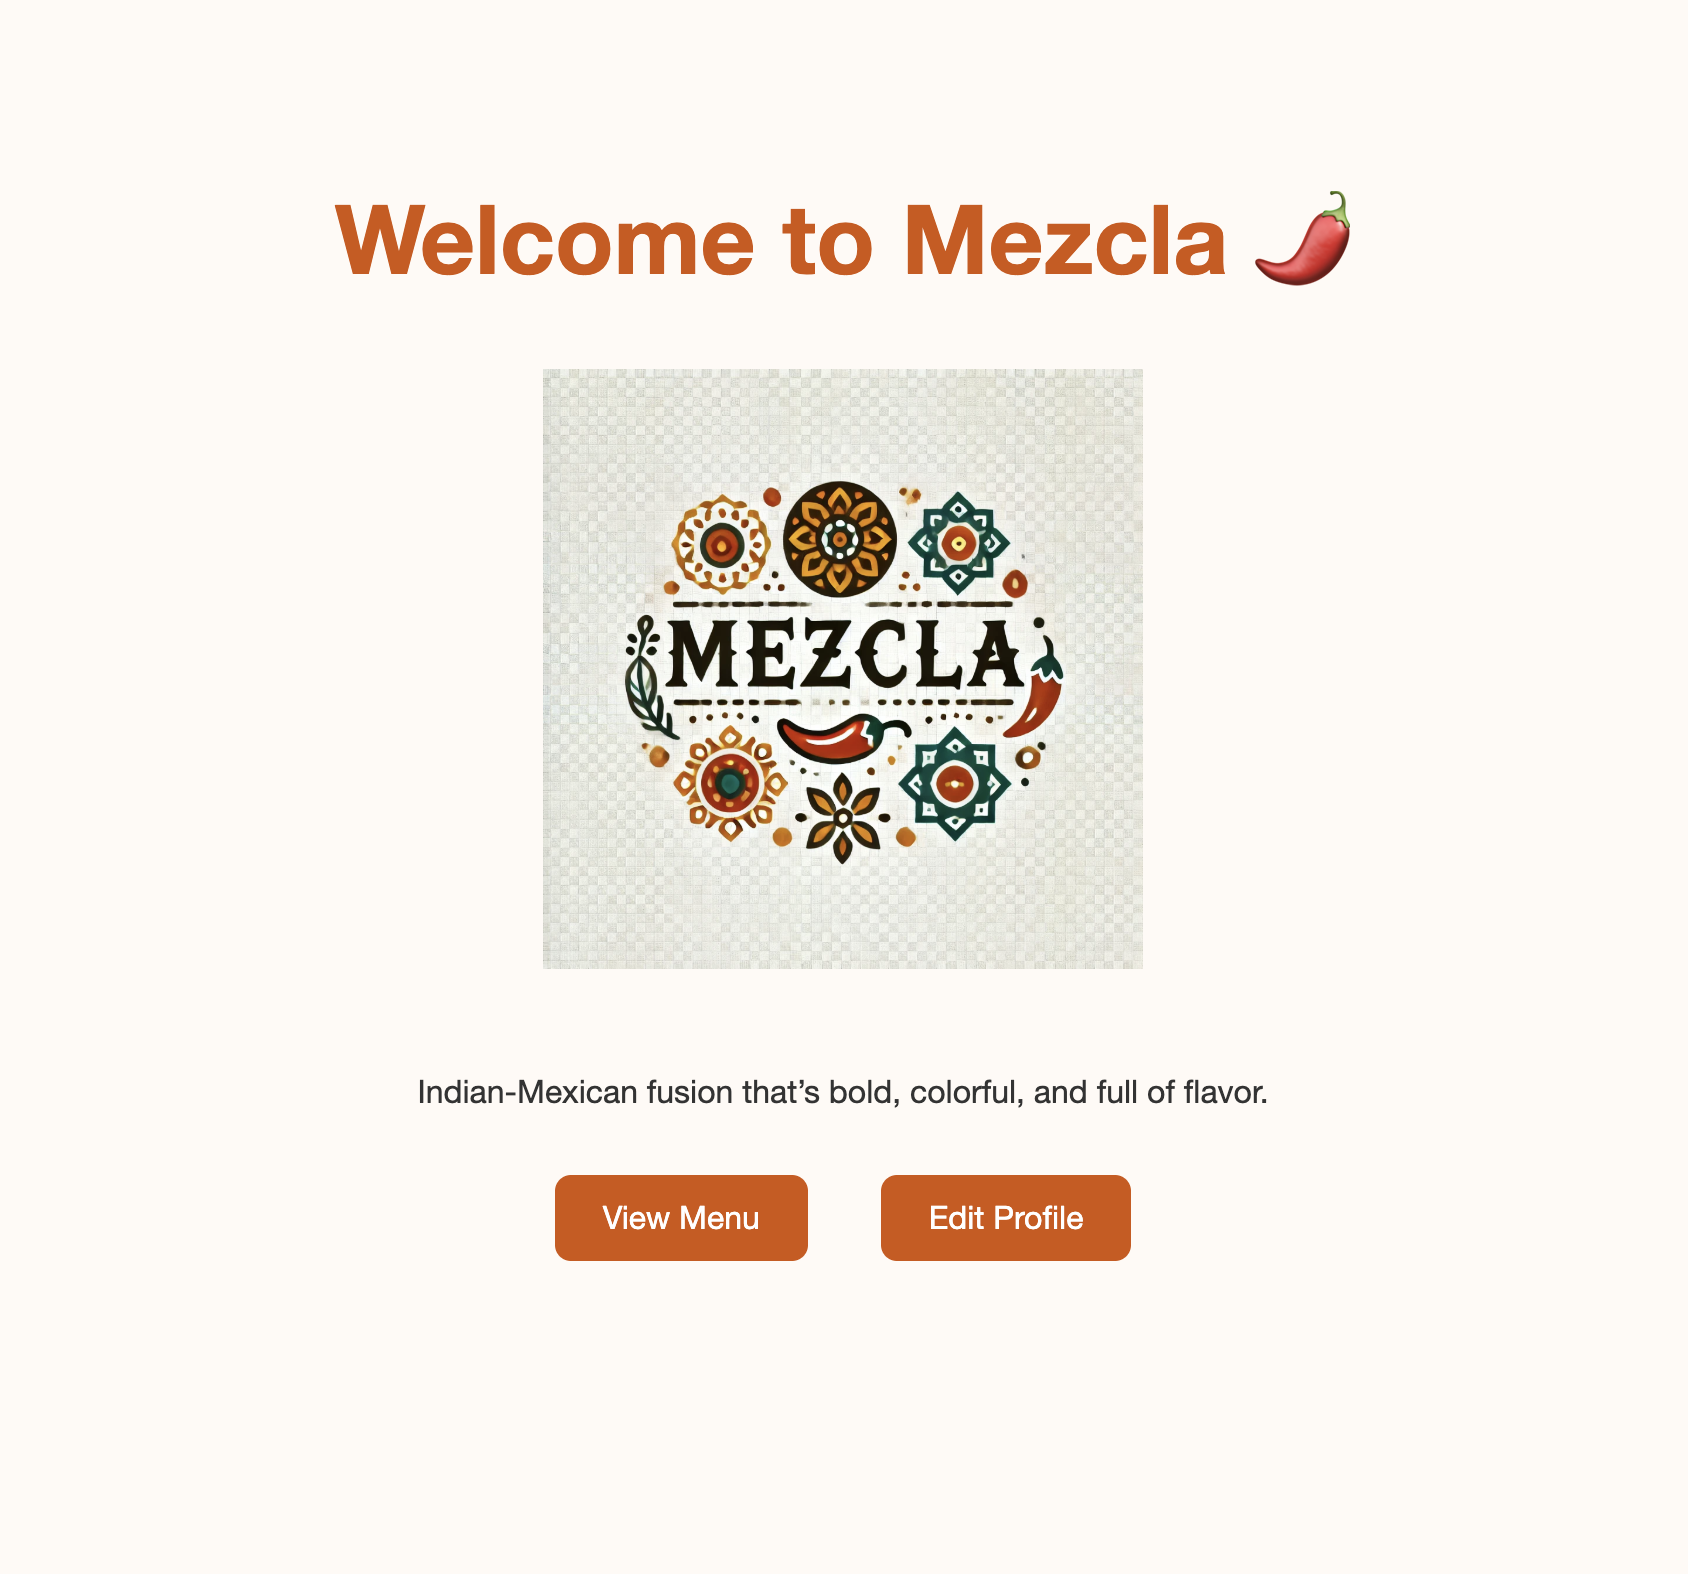 Welcome to Mezcla 🌶️
MEZCLA
Indian-Mexican fusion that’s bold, colorful, and full of flavor.
View Menu
Edit Profile